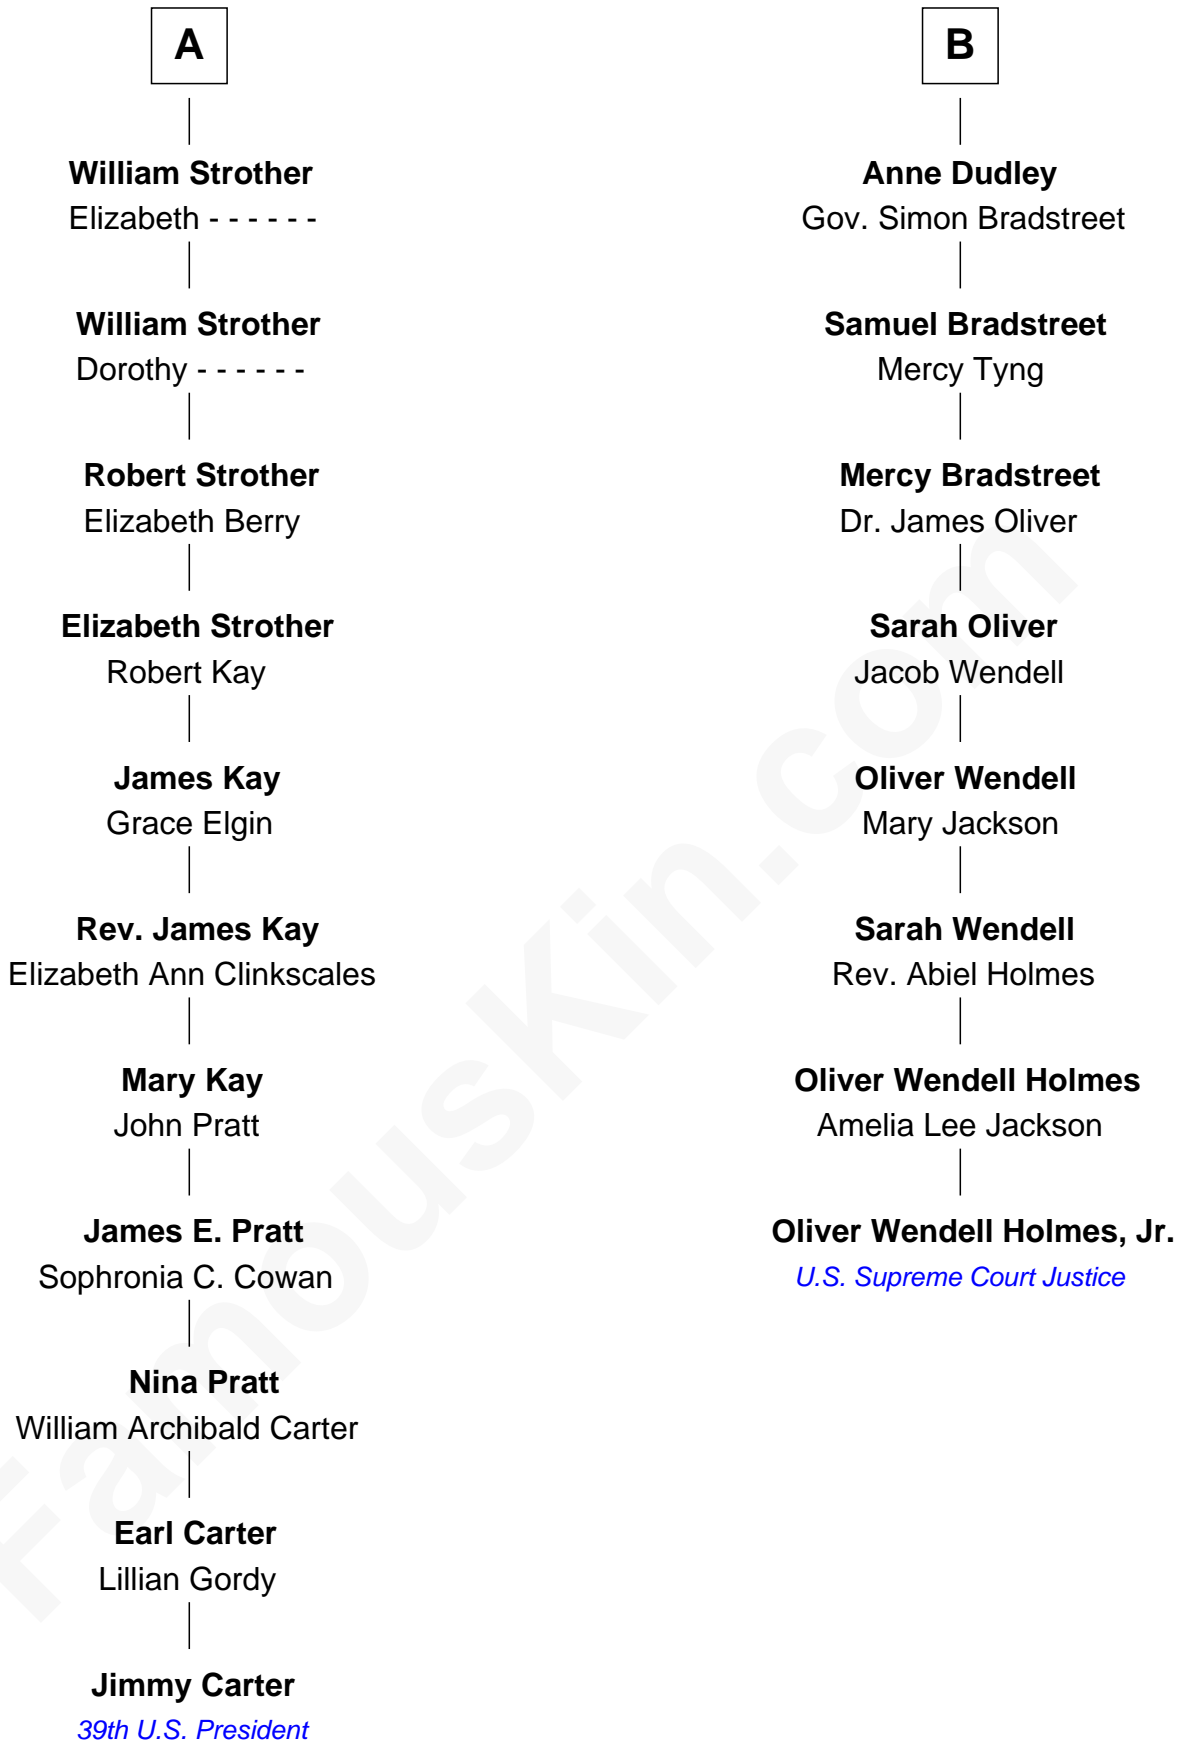 A
William Strother
Elizabeth - - - - - -
William Strother
Dorothy - - - - - -
Robert Strother
Elizabeth Berry
Elizabeth Strother
Robert Kay
James Kay
Grace Elgin
Rev. James Kay
Elizabeth Ann Clinkscales
Mary Kay
John Pratt
James E. Pratt
Sophronia C. Cowan
Nina Pratt
William Archibald Carter
Earl Carter
Lillian Gordy
Jimmy Carter
39th U.S. President
B
Anne Dudley
Gov. Simon Bradstreet
Samuel Bradstreet
Mercy Tyng
Mercy Bradstreet
Dr. James Oliver
Sarah Oliver
Jacob Wendell
Oliver Wendell
Mary Jackson
Sarah Wendell
Rev. Abiel Holmes
Oliver Wendell Holmes
Amelia Lee Jackson
Oliver Wendell Holmes, Jr.
U.S. Supreme Court Justice
FamousKin.com